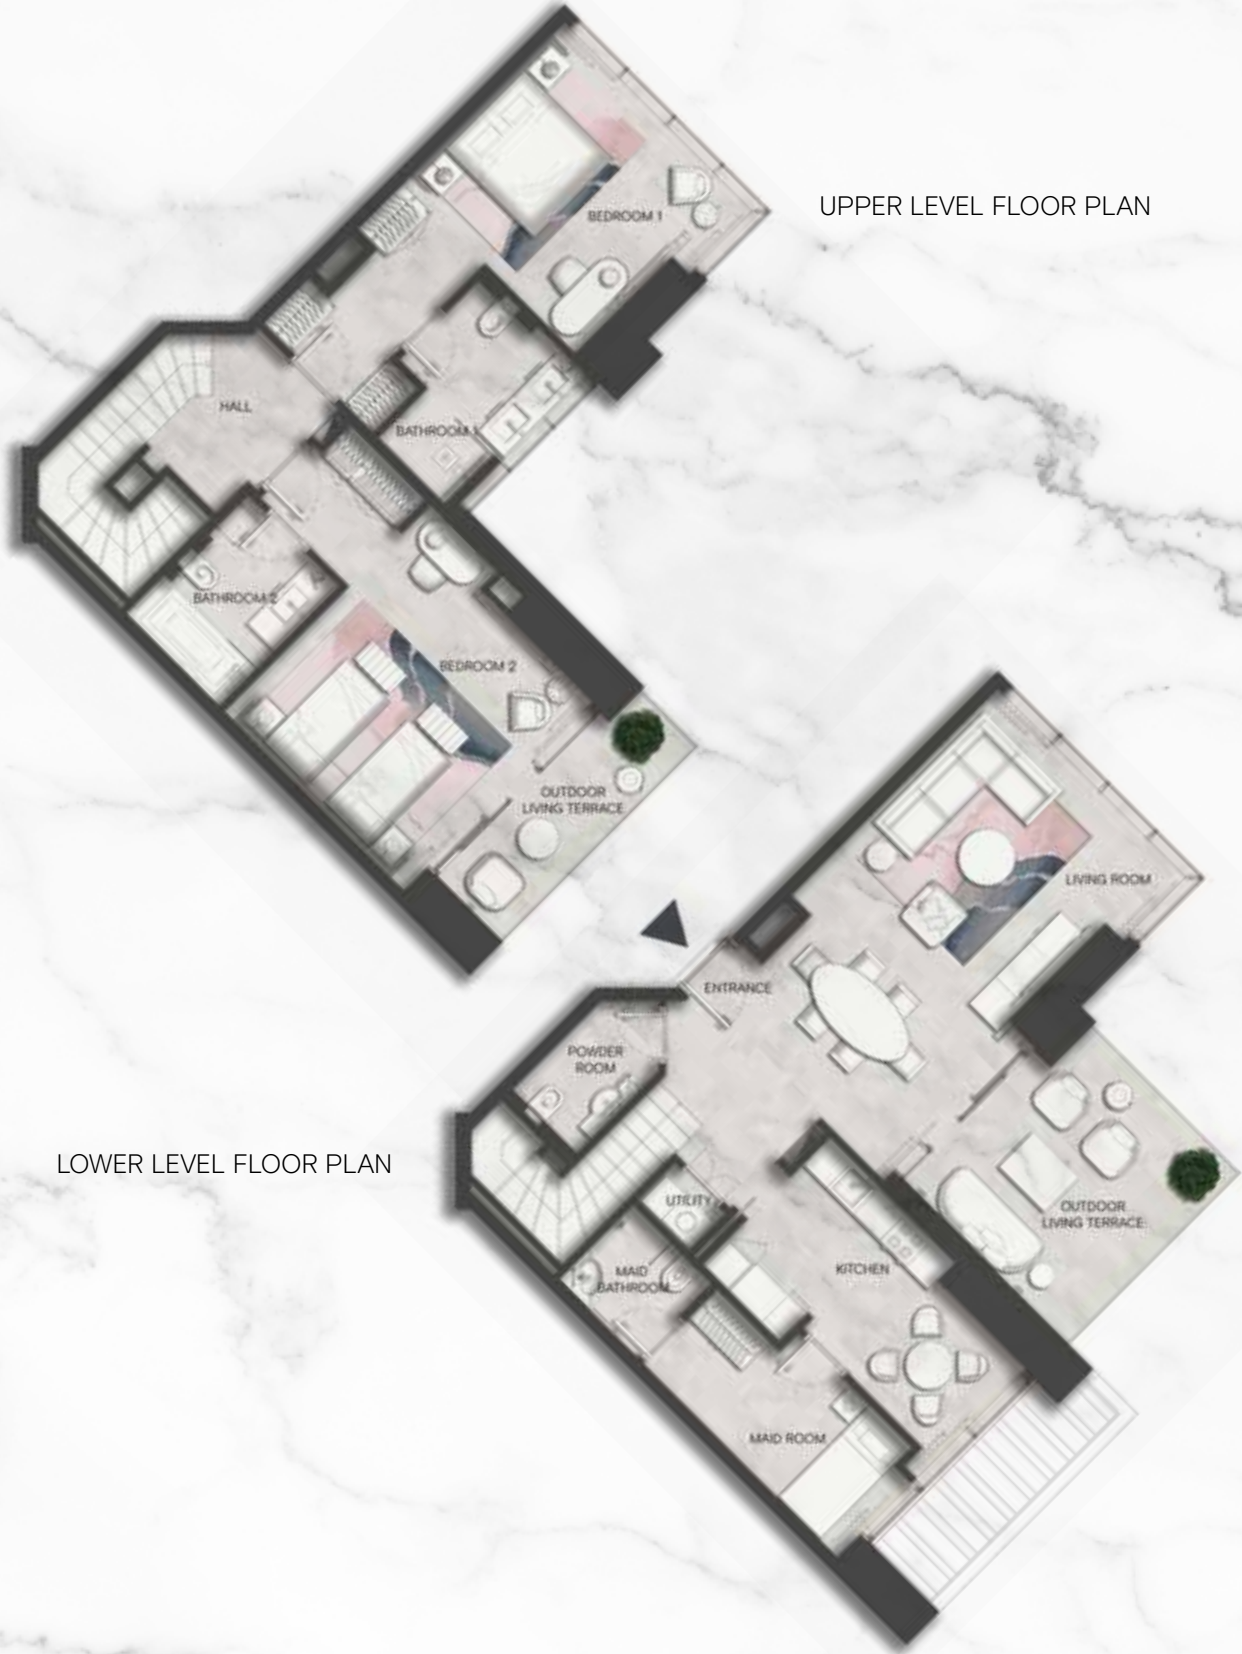 UPPER LEVEL FLOOR PLAN
BEDROOM 1
HALL
BATHROOM 1
BATHROOM 2
BEDROOM 2
OUTDOOR
LIVING TERRACE
LIVING ROOM
ENTRANCE
POWDER
ROOM
LOWER LEVEL FLOOR PLAN
UTILITY
OUTDOOR
LIVING TERRACE
MAID
BATHROOM
KITCHEN
MAID ROOM